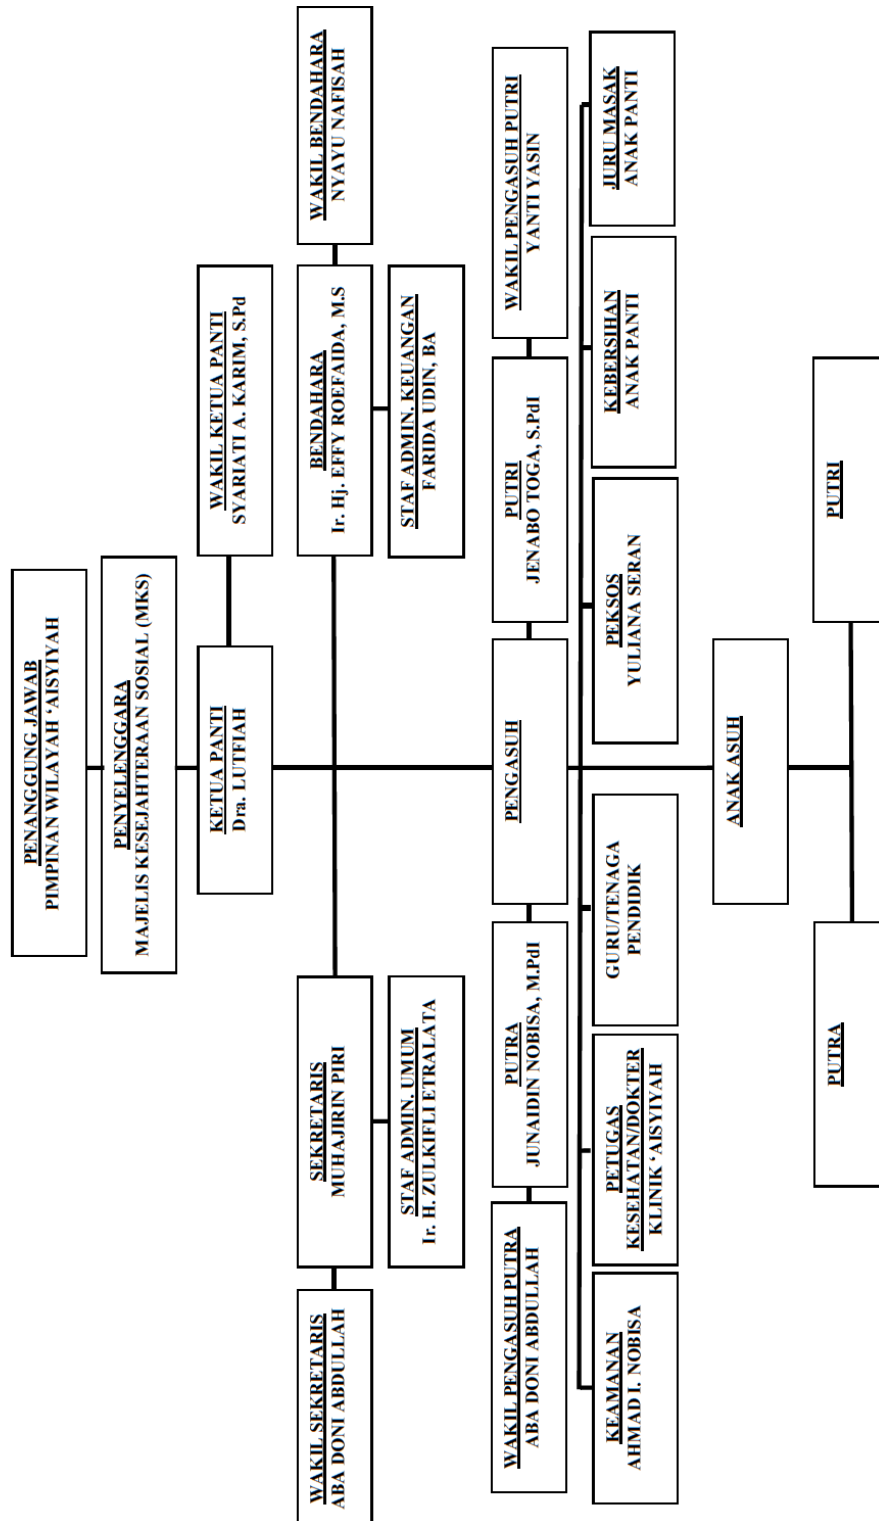 PENANGGUNG JAWAB
PIMPINAN WILAYAH ‘AISYIYAH
PENYELENGGARA
MAJELIS KESEJAHTERAAN SOSIAL (MKS)
KETUA PANTI
Dra. LUTFIAH
WAKIL KETUA PANTI
SYARIATI A. KARIM, S.Pd
WAKIL SEKRETARIS
ABA DONI ABDULLAH
SEKRETARIS
MUHAJIRIN PIRI
BENDAHARA
Ir. Hj. EFFY ROEFAIDA, M.S
WAKIL BENDAHARA
NYAYU NAFISAH
STAF ADMIN. UMUM
Ir. H. ZULKIFLI ETRALATA
STAF ADMIN. KEUANGAN
FARIDA UDIN, BA
WAKIL PENGASUH PUTRA
ABA DONI ABDULLAH
PUTRA
JUNAIDIN NOBISA, M.PdI
PENGASUH
PUTRI
JENABO TOGA, S.PdI
WAKIL PENGASUH PUTRI
YANTI YASIN
KEAMANAN
AHMAD I. NOBISA
PETUGAS
KESEHATAN/DOKTER
KLINIK ‘AISYIYAH
GURU/TENAGA
PENDIDIK
PEKSOS
YULIANA SERAN
KEBERSIHAN
ANAK PANTI
JURU MASAK
ANAK PANTI
ANAK ASUH
PUTRA
PUTRI